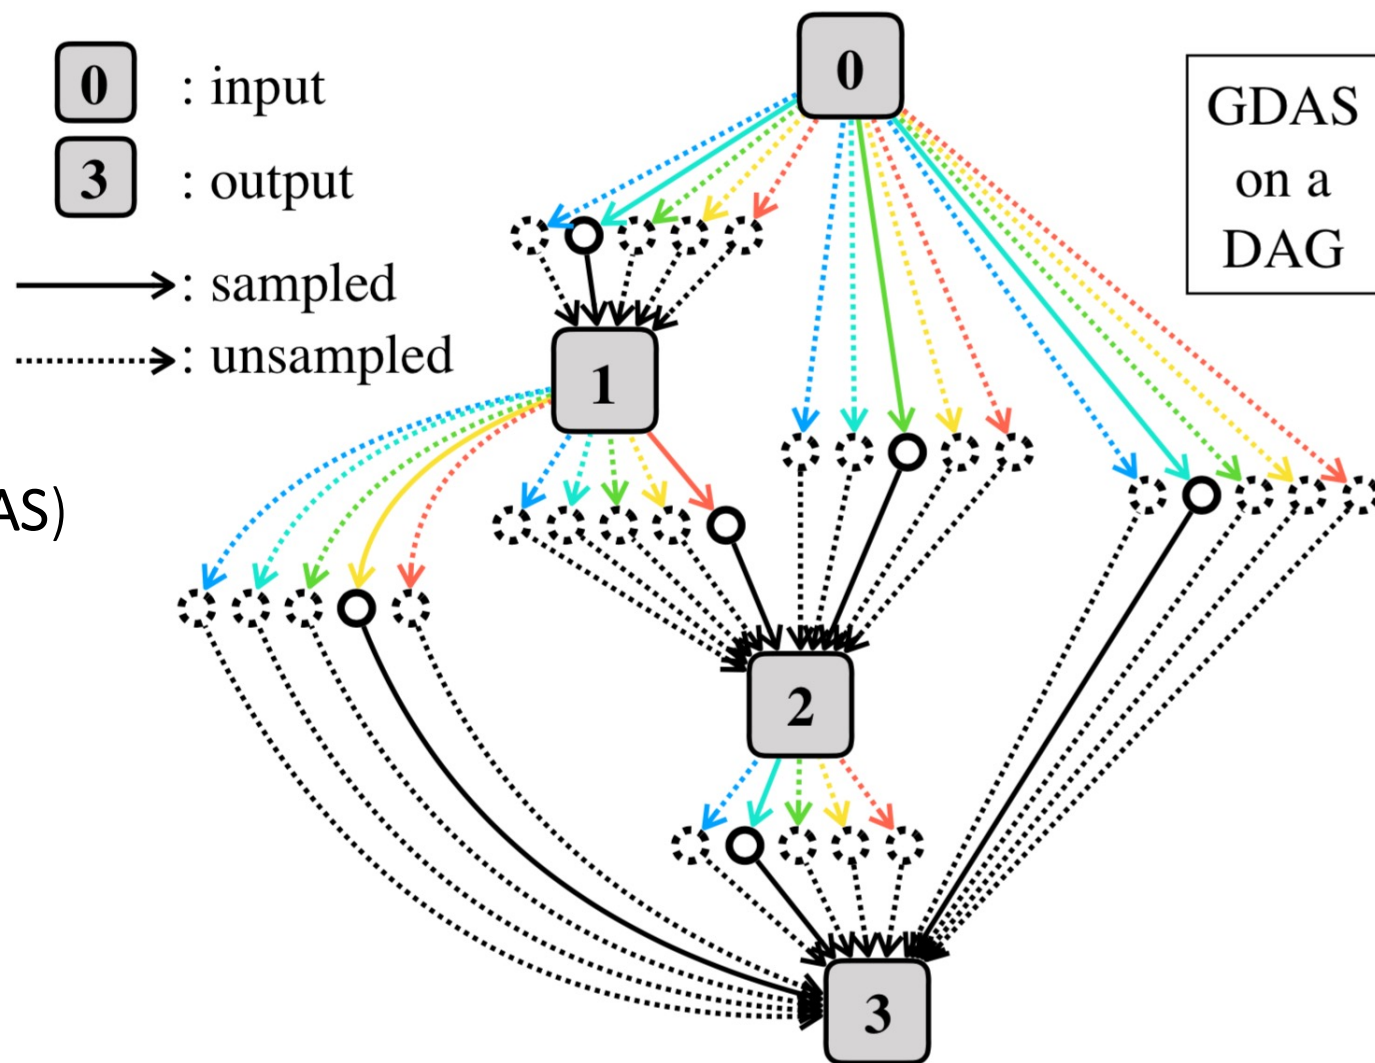 0 : input
3 : output
: sampled
: unsampled
AS)
0
GDAS
on a
DAG
1
2
3